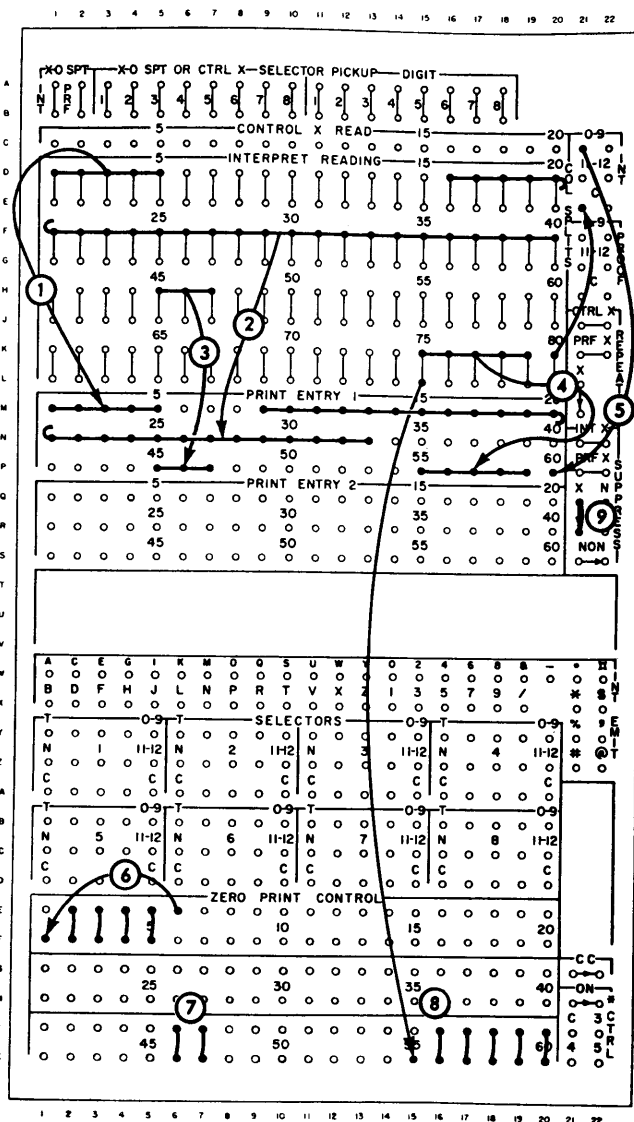 1 2 3 4 5 6 7 8 9 10 11 12 13 14 15 16 17 18 19 20 21 22
X-O SPT X-O SPT OR CTRL X—SELECTOR PICKUP—DIGIT
A INT PRF 1 2 3 4 5 6 7 8 1 2 3 4 5 6 7 8
B
5 CONTROL X READ 15 20 0-9
C
5 INTERPRET READING 15 20 11-12 INT
D COL SPLITS C
E
25 30 35 40 0-9
F
11-12 PROOF
G
45 50 55 60 C
H
J CTRL X
65 70 75 80 PRF X
K REPEAT
X
L
5 PRINT ENTRY 1 15 20
M
25 30 35 40 INT X
N
45 50 55 60 PRF X
P SUPPRESS
5 PRINT ENTRY 2 15 20 X N
Q
25 30 35 40
R
45 50 55 60 NON
S
T
U
V
A C E G I K M O Q S U W Y 0 2 4 6 8 & —
W
B D F H J L N P R T V X Z 1 3 5 7 9 / * $ INT EMIT
X
T SELECTORS 0-9 T 0-9 T 0-9 T 0-9 % ,
Y
N 1 11-12 N 2 11-12 N 3 11-12 N 4 11-12 # @
Z
C C C C C C C C
A
T 0-9 T 0-9 T 0-9 T 0-9
B
N 5 11-12 N 6 11-12 N 7 11-12 N 8 11-12
C
C C C C C C C C
D
ZERO PRINT CONTROL
E
5 10 15 20
F
CC
G
25 30 35 40 ON
H
* CTRL
C 3
45 50 55 60 4 5
1
2
3
4
5
6
7
8
9
1 2 3 4 5 6 7 8 9 10 11 12 13 14 15 16 17 18 19 20 21 22